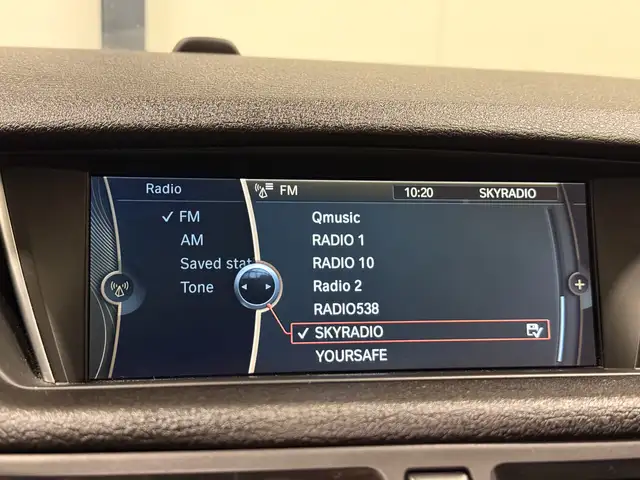 Radio
FM
AM
Saved stat
Tone
FM
10:20
SKYRADIO
Qmusic
RADIO 1
RADIO 10
Radio 2
RADIO538
SKYRADIO
YOURSAFE